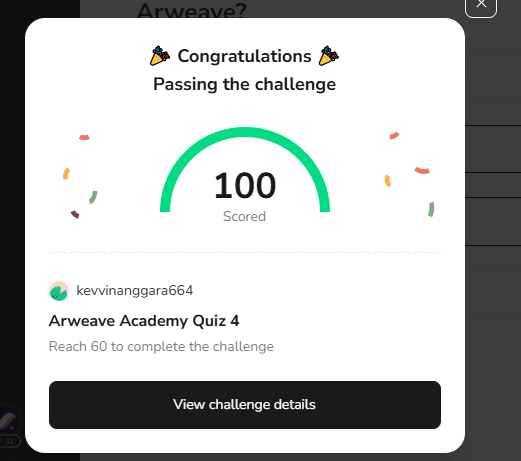 Arweave?
Congratulations
Passing the challenge
100
Scored
kevvinanggara664
Arweave Academy Quiz 4
Reach 60 to complete the challenge
View challenge details
32